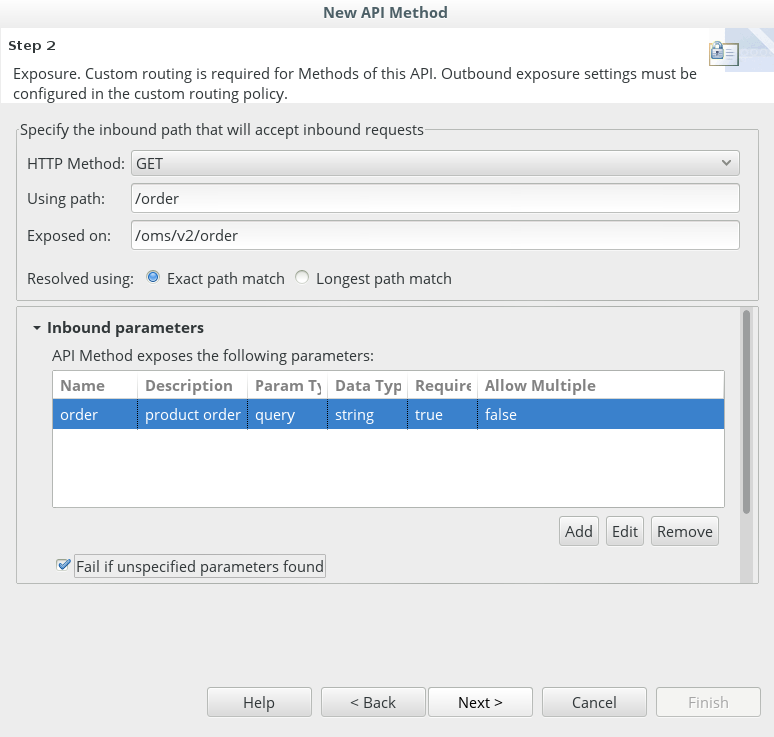 New API Method
Step 2
Exposure. Custom routing is required for Methods of this API. Outbound exposure settings must be
configured in the custom routing policy.
Specify the inbound path that will accept inbound requests
HTTP Method: GET
Using path: /order
Exposed on: /oms/v2/order
Resolved using: Exact path match Longest path match
Inbound parameters
API Method exposes the following parameters:
Name Description Param Ty Data Typ Require Allow Multiple
order product order query string true false
Add Edit Remove
Fail if unspecified parameters found
Help < Back Next > Cancel Finish